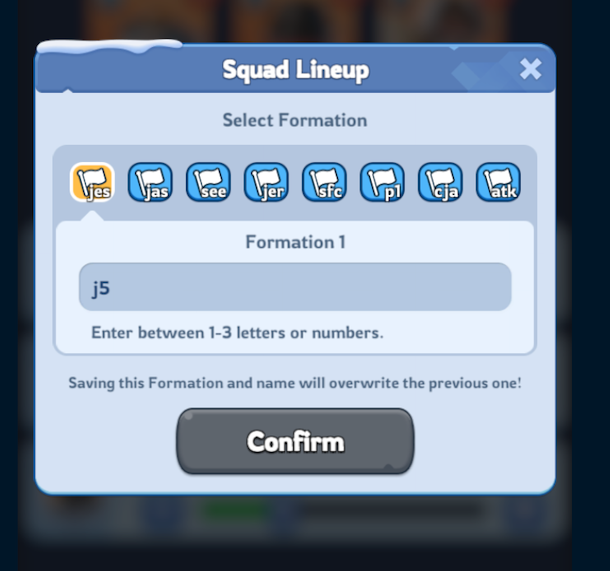 Squad Lineup
Select Formation
jes jas see jer sfc p1 cja atk
Formation 1
j5
Enter between 1-3 letters or numbers.
Saving this Formation and name will overwrite the previous one!
Confirm